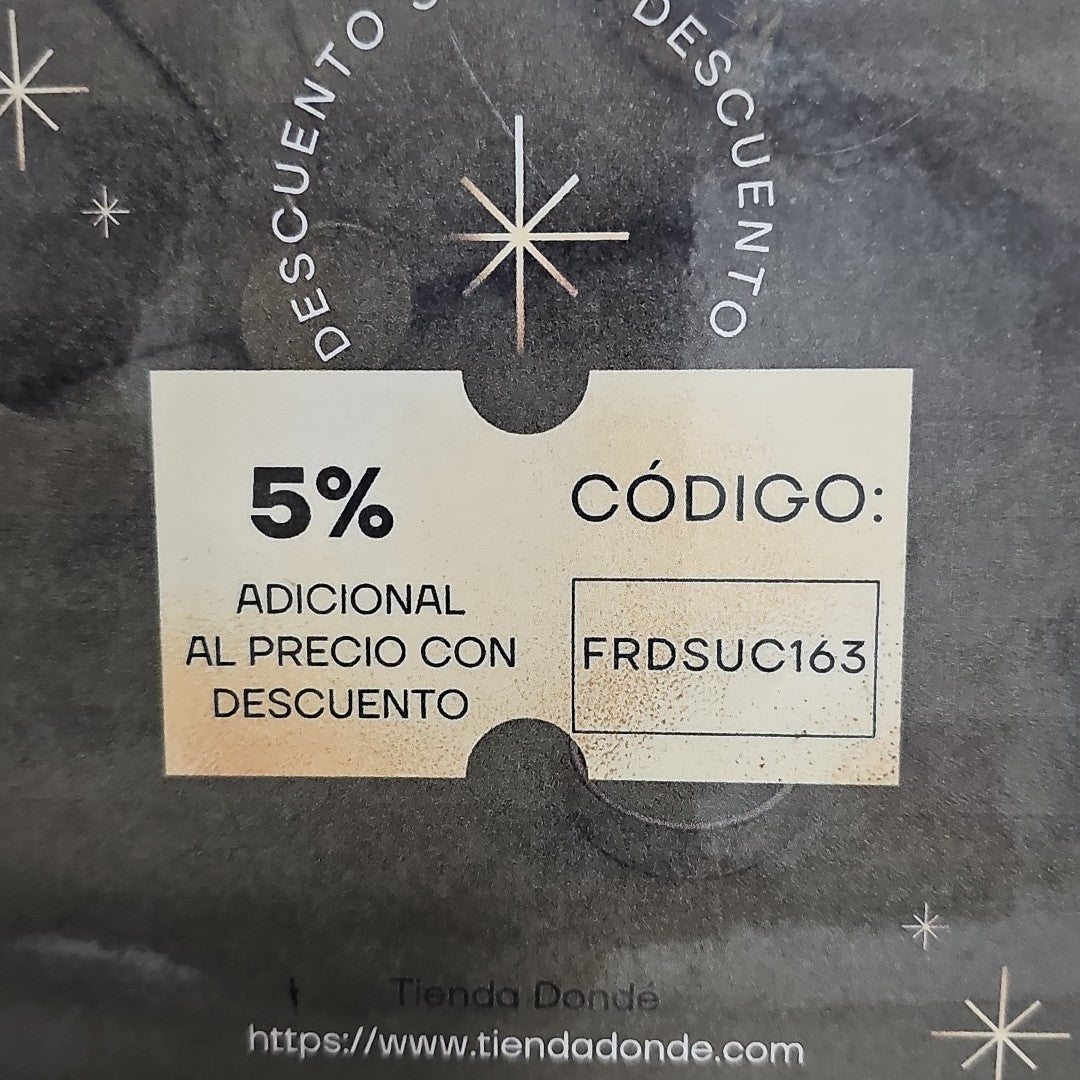 DESCUENTO
DESCUENTO
5%
ADICIONAL
AL PRECIO CON
DESCUENTO
CÓDIGO:
FRDSUC163
Tienda Dondé
https://www.tiendadonde.com